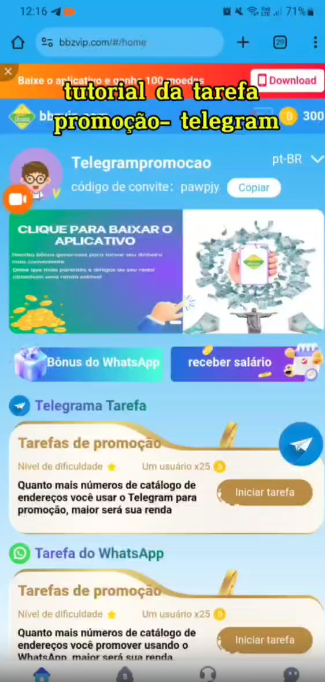 12:16
71%
bbzvip.com/#/home
Baixe o aplicativo e ganhe 100 moedas
Download
tutorial da tarefa
promoção- telegram
300
Telegrampromocao
pt-BR
código de convite: pawpjy
Copiar
CLIQUE PARA BAIXAR O
APLICATIVO
Bônus do WhatsApp
receber salário
Telegrama Tarefa
Tarefas de promoção
Nível de dificuldade
Um usuário x25
Quanto mais números de catálogo de
endereços você usar o Telegram para
promoção, maior será sua renda
Iniciar tarefa
Tarefa do WhatsApp
Tarefas de promoção
Nível de dificuldade
Um usuário x25
Quanto mais números de catálogo de
endereços você promover usando o
WhatsApp, maior será sua renda.
Iniciar tarefa